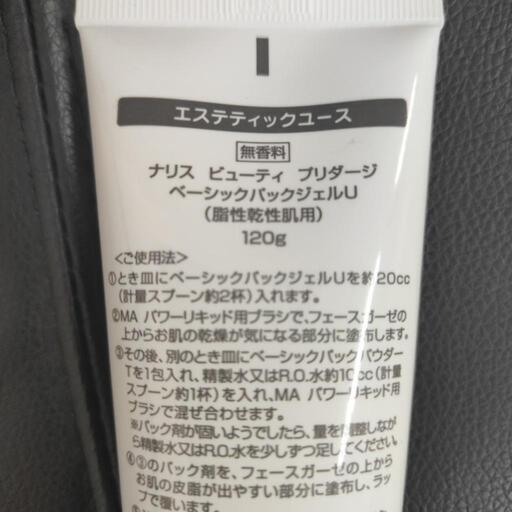 エステティックユース
無香料
ナリス ビューティ プリダージ
ベーシックパックジェルU
(脂性乾性肌用)
120g
<ご使用法>
①とき皿にベーシックパックジェルUを約20cc
(計量スプーン約2杯)入れます。
②MA パワーリキッド用ブラシで、フェースガーゼの
上からお肌の乾燥が気になる部分に塗布します。
③その後、別のとき皿にベーシックパックパウダー
Tを1包入れ、精製水又はR.O.水約10cc(計量
スプーン約1杯)を入れ、MA パワーリキッド用
ブラシで混ぜ合わせます。
※パック剤が固いようでしたら、量を調整しなが
ら精製水又はR.O.水を少しずつ足してください。
④③のパック剤を、フェースガーゼの上から
お肌の皮脂が出やすい部分に塗布し、ラッ
プで覆います。